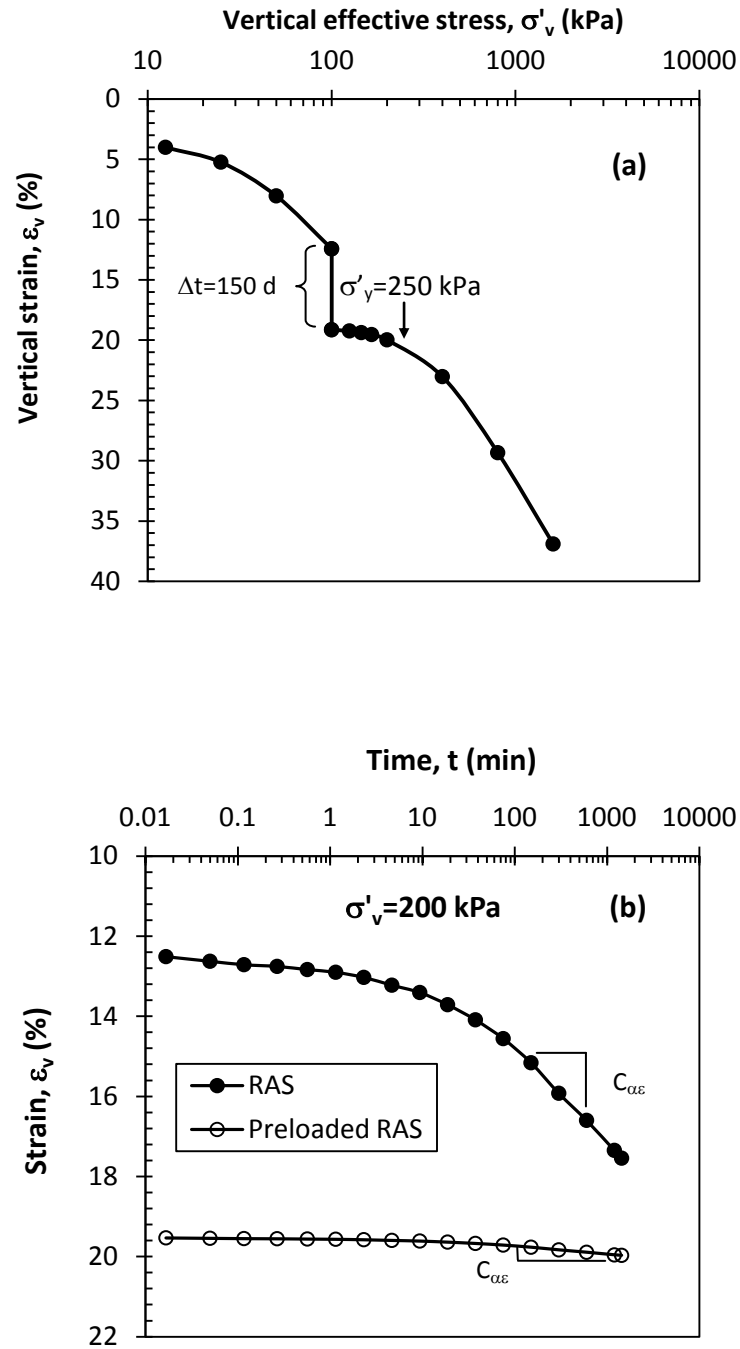 Vertical effective stress, σ'v (kPa)
10 100 1000 10000
0
5
10
15
20
25
30
35
40
Vertical strain, εv (%)
(a)
Δt=150 d
σ'y=250 kPa
Time, t (min)
0.01 0.1 1 10 100 1000 10000
10
12
14
16
18
20
22
Strain, εv (%)
σ'v=200 kPa
(b)
Cαε
RAS
Preloaded RAS
Cαε